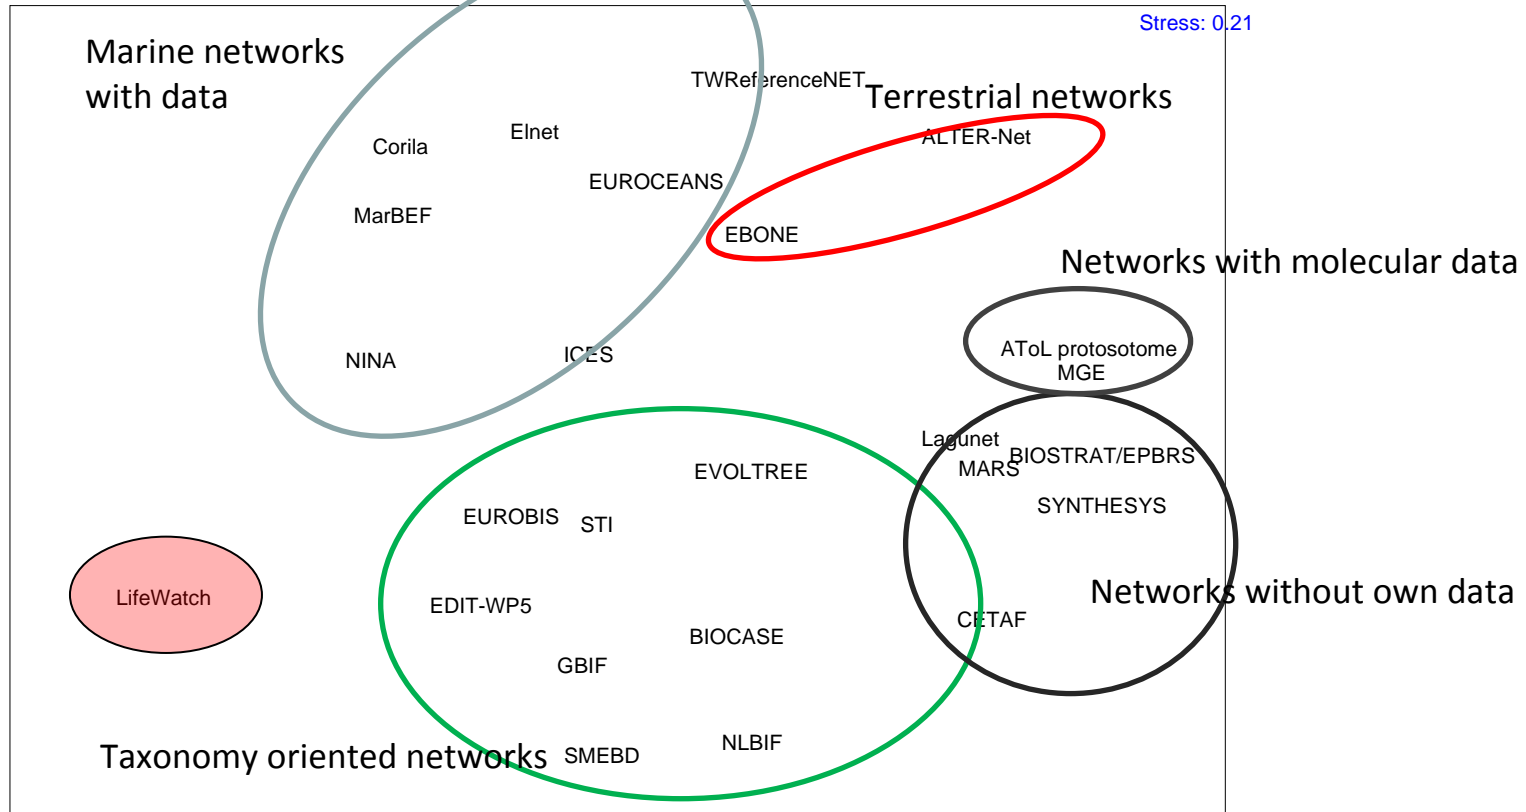 Stress: 0.21
Marine networks
with data
TWReferenceNET
Terrestrial networks
EInet
ALTER-Net
Corila
EUROCEANS
MarBEF
EBONE
Networks with molecular data
AToL protosotome
ICES
NINA
MGE
Lagunet
BIOSTRAT/EPBRS
MARS
EVOLTREE
SYNTHESYS
EUROBIS
STI
LifeWatch
Networks without own data
EDIT-WP5
CETAF
BIOCASE
GBIF
NLBIF
Taxonomy oriented networks
SMEBD